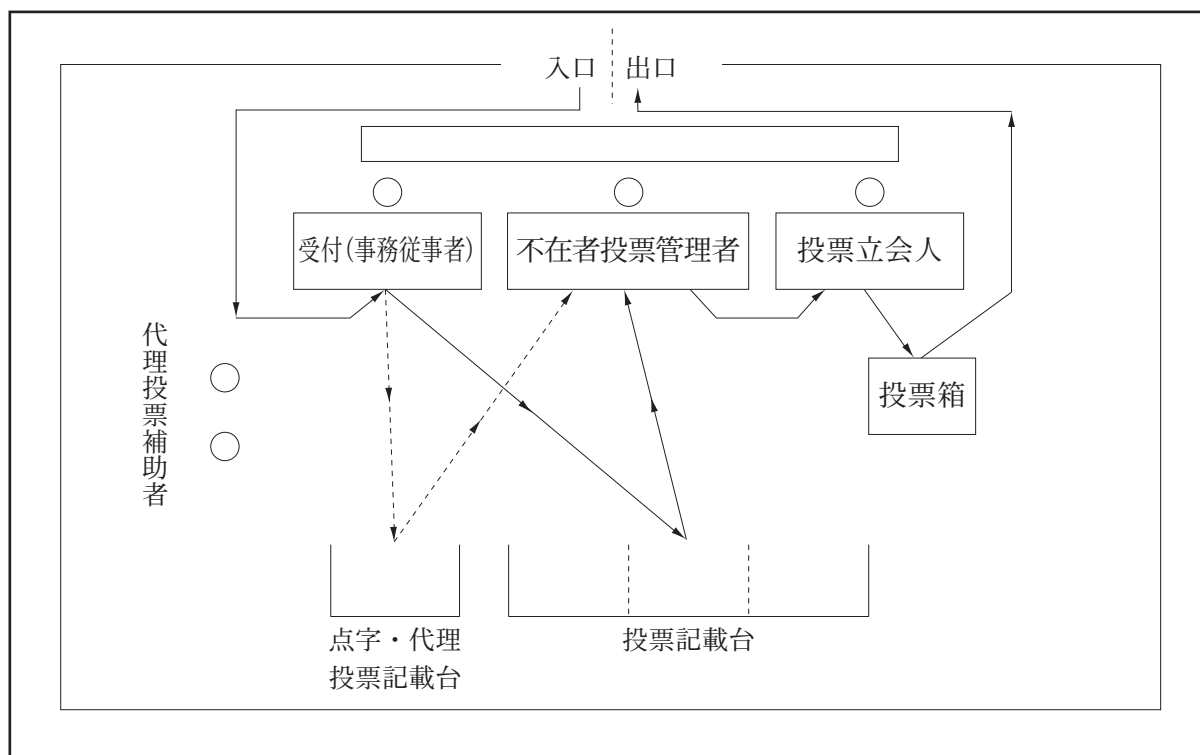 入口
出口
受付(事務従事者)
不在者投票管理者
投票立会人
代理投票補助者
投票箱
点字・代理
投票記載台
投票記載台